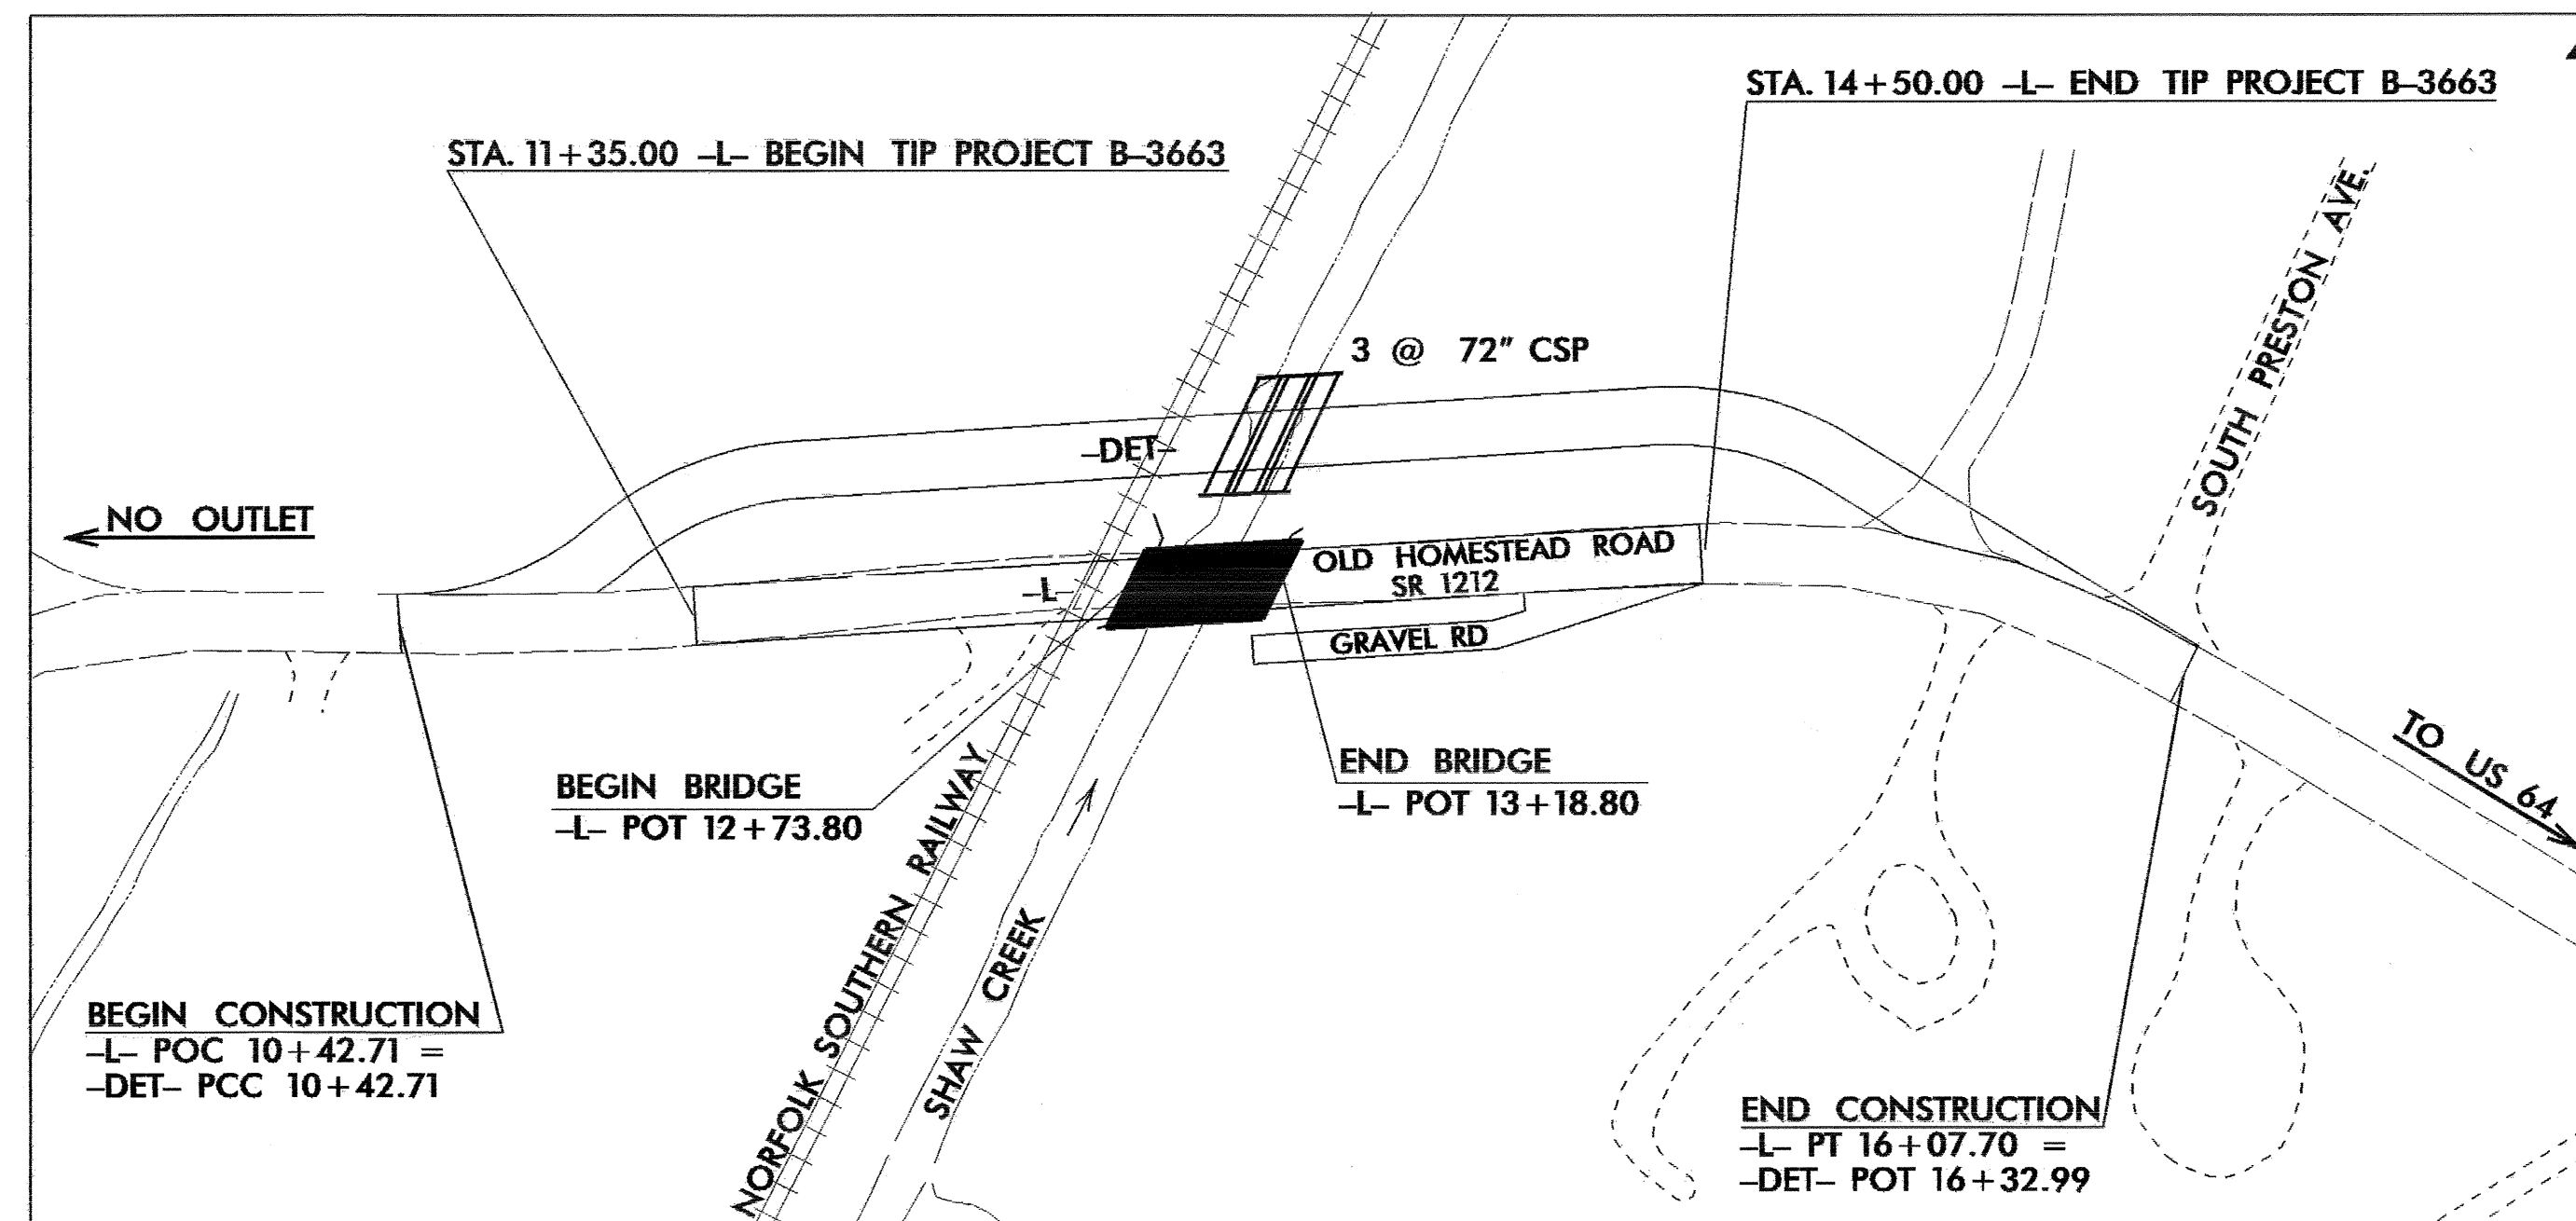 STA. 14+50.00 –L– END TIP PROJECT B–3663
STA. 11+35.00 –L– BEGIN TIP PROJECT B–3663
SOUTH PRESTON AVE.
3 @ 72" CSP
–DET–
NO OUTLET
OLD HOMESTEAD ROAD
SR 1212
–L–
GRAVEL RD
TO US 64
BEGIN BRIDGE
–L– POT 12+73.80
END BRIDGE
–L– POT 13+18.80
NORFOLK SOUTHERN RAILWAY
SHAW CREEK
BEGIN CONSTRUCTION
–L– POC 10+42.71 =
–DET– PCC 10+42.71
END CONSTRUCTION
–L– PT 16+07.70 =
–DET– POT 16+32.99